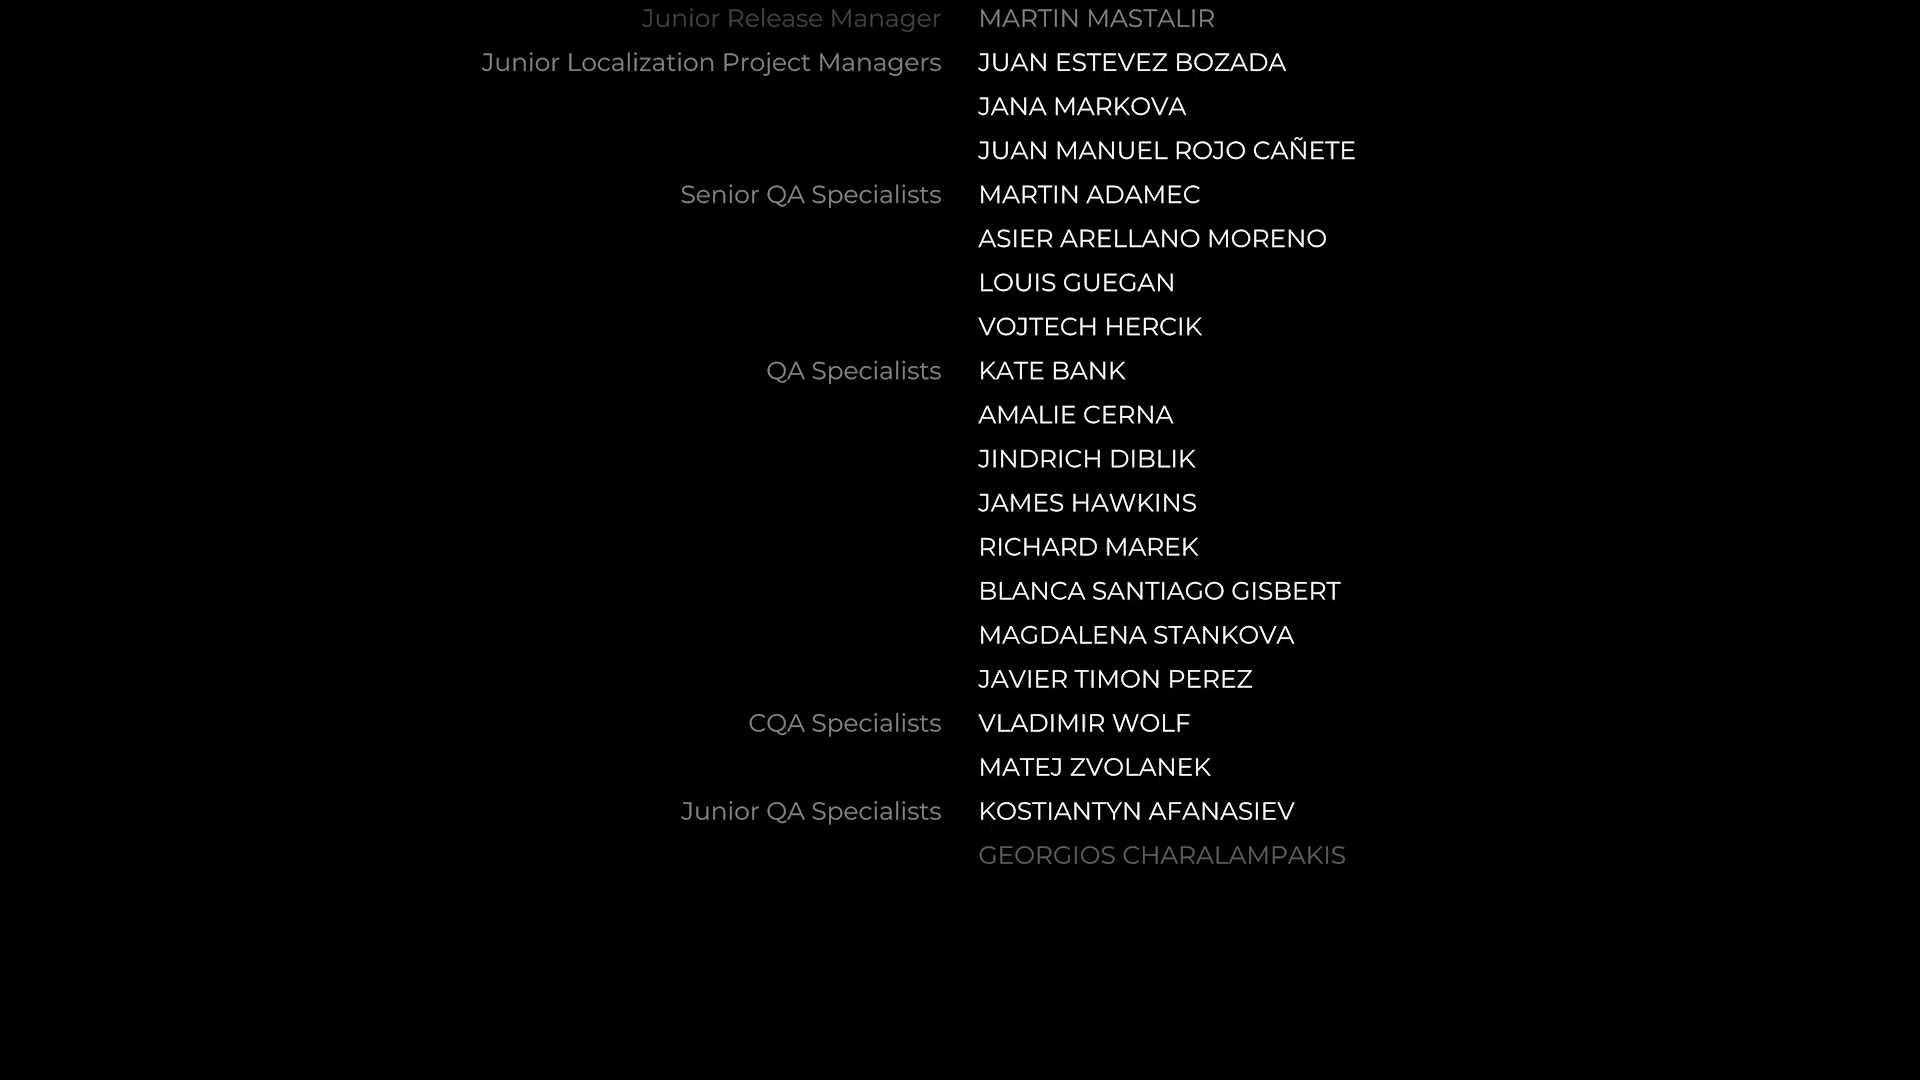 Junior Release Manager MARTIN MASTALIR
Junior Localization Project Managers JUAN ESTEVEZ BOZADA
JANA MARKOVA
JUAN MANUEL ROJO CAÑETE
Senior QA Specialists MARTIN ADAMEC
ASIER ARELLANO MORENO
LOUIS GUEGAN
VOJTECH HERCIK
QA Specialists KATE BANK
AMALIE CERNA
JINDRICH DIBLIK
JAMES HAWKINS
RICHARD MAREK
BLANCA SANTIAGO GISBERT
MAGDALENA STANKOVA
JAVIER TIMON PEREZ
CQA Specialists VLADIMIR WOLF
MATEJ ZVOLANEK
Junior QA Specialists KOSTIANTYN AFANASIEV
GEORGIOS CHARALAMPAKIS